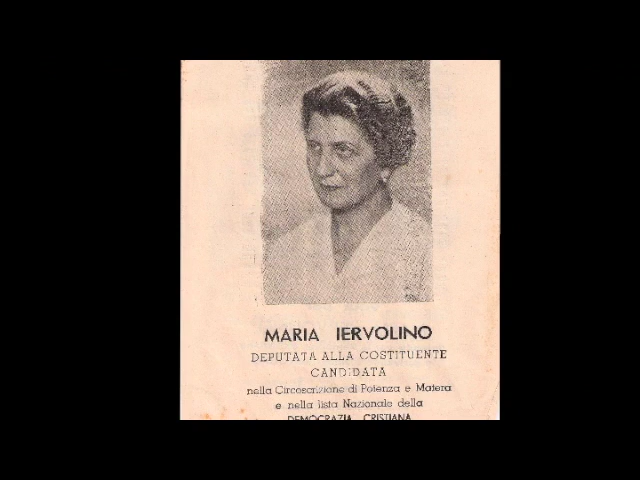 MARIA IERVOLINO
DEPUTATA ALLA COSTITUENTE
CANDIDATA
nella Circoscrizione di Potenza e Matera
e nella lista Nazionale della
DEMOCRAZIA CRISTIANA